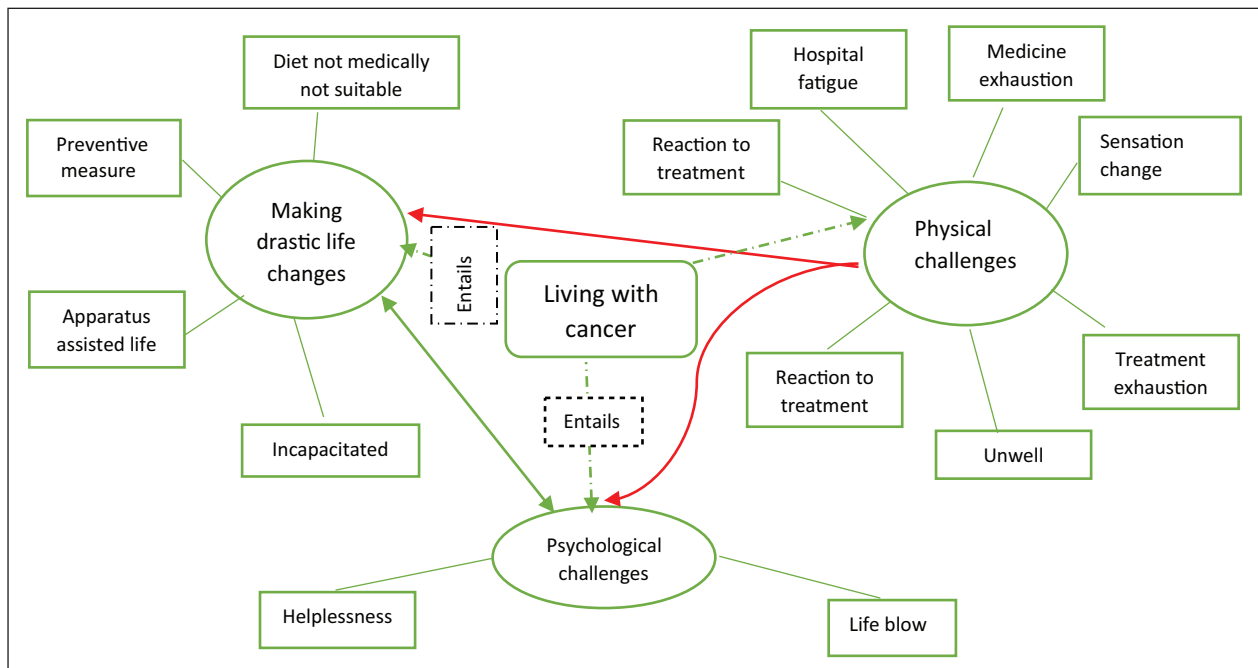 Diet not medically
not suitable
Hospital
fatigue
Medicine
exhaustion
Preventive
measure
Reaction to
treatment
Sensation
change
Making
drastic life
changes
Physical
challenges
Entails
Living with
cancer
Apparatus
assisted life
Reaction to
treatment
Treatment
exhaustion
Entails
Incapacitated
Unwell
Psychological
challenges
Helplessness
Life blow